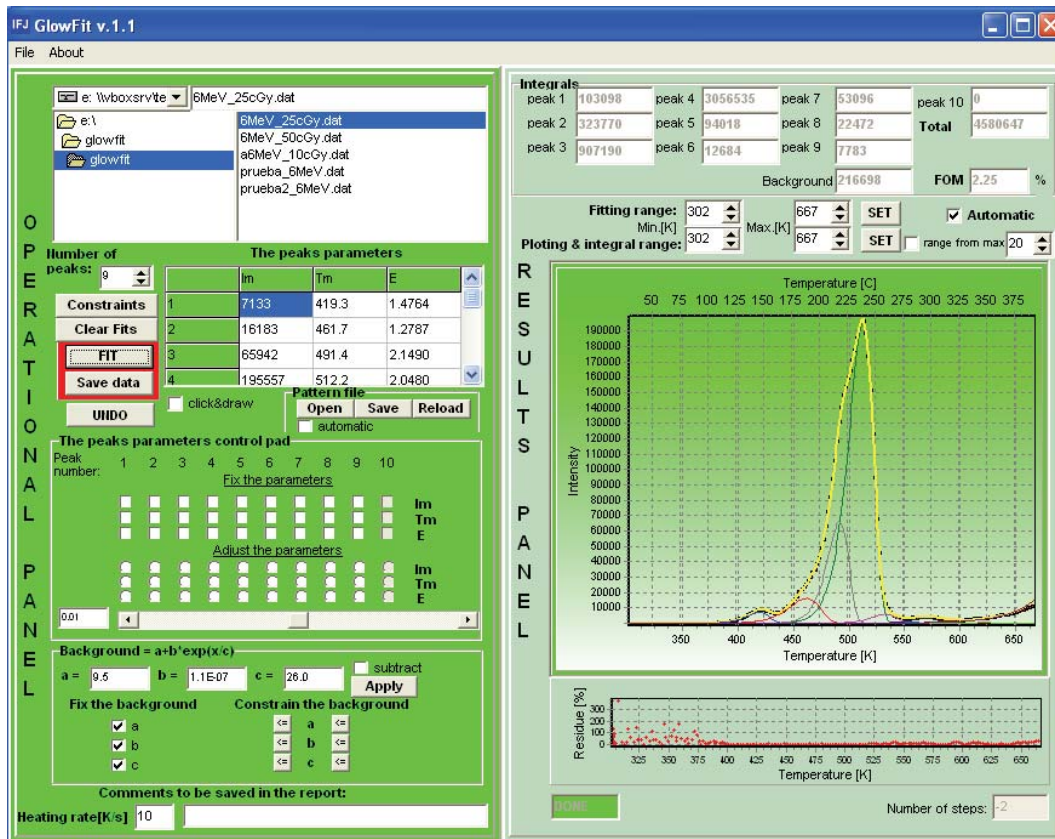 IFJ GlowFit v.1.1
File About
OPERATIONAL PANEL
e: \\vboxsrv\te
6MeV_25cGy.dat
e:\
glowfit
glowfit
6MeV_25cGy.dat
6MeV_50cGy.dat
a6MeV_10cGy.dat
prueba_6MeV.dat
prueba2_6MeV.dat
Number of peaks: 9
The peaks parameters
Im Tm E
1 7133 419.3 1.4764
2 16183 461.7 1.2787
3 65942 491.4 2.1490
4 195557 512.2 2.0480
Constraints
Clear Fits
FIT
Save data
UNDO
click&draw
Pattern file
Open Save Reload
automatic
The peaks parameters control pad
Peak number: 1 2 3 4 5 6 7 8 9 10
Fix the parameters
Im
Tm
E
Adjust the parameters
Im
Tm
E
0.01
Background = a+b*exp(x/c)
a = 9.5 b = 1.1E-07 c = 26.0
subtract
Apply
Fix the background
a
b
c
Constrain the background
<= a <=
<= b <=
<= c <=
Comments to be saved in the report:
Heating rate[K/s] 10
RESULTS PANEL
Integrals
peak 1 103098 peak 4 3056535 peak 7 53096 peak 10 0
peak 2 323770 peak 5 94018 peak 8 22472 Total 4580647
peak 3 907190 peak 6 12684 peak 9 7783
Background 216698 FOM 2.25 %
Fitting range: 302 667 SET Automatic
Min.[K] Max.[K]
Ploting & integral range: 302 667 SET range from max 20
Temperature [C]
50 75 100 125 150 175 200 225 250 275 300 325 350 375
Intensity
190000
180000
170000
160000
150000
140000
130000
120000
110000
100000
90000
80000
70000
60000
50000
40000
30000
20000
10000
350 400 450 500 550 600 650
Temperature [K]
Residue [%]
300
200
100
0
325 350 375 400 425 450 475 500 525 550 575 600 625 650
Temperature [K]
DONE
Number of steps: -2